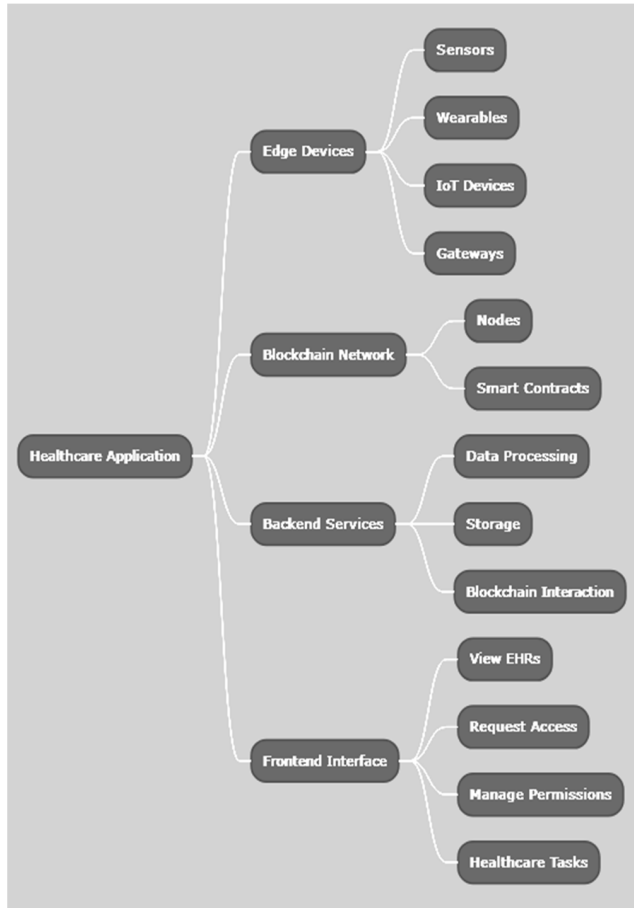 Healthcare Application
Edge Devices
Sensors
Wearables
IoT Devices
Gateways
Blockchain Network
Nodes
Smart Contracts
Backend Services
Data Processing
Storage
Blockchain Interaction
Frontend Interface
View EHRs
Request Access
Manage Permissions
Healthcare Tasks